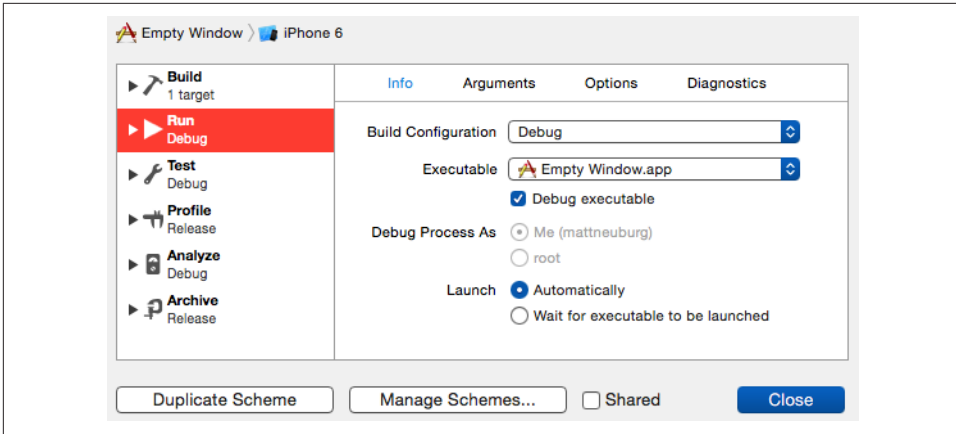 Empty Window 〉 iPhone 6
Build
1 target
Run
Debug
Test
Debug
Profile
Release
Analyze
Debug
Archive
Release
Info Arguments Options Diagnostics
Build Configuration Debug
Executable Empty Window.app
Debug executable
Debug Process As Me (mattneuburg)
root
Launch Automatically
Wait for executable to be launched
Duplicate Scheme Manage Schemes... Shared Close